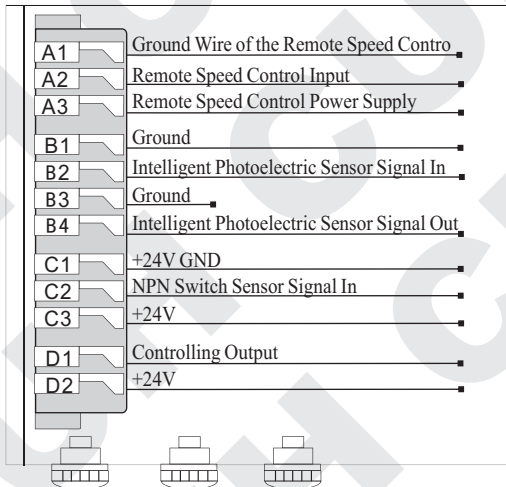 A1 Ground Wire of the Remote Speed Contro
A2 Remote Speed Control Input
A3 Remote Speed Control Power Supply
B1 Ground
B2 Intelligent Photoelectric Sensor Signal In
B3 Ground
B4 Intelligent Photoelectric Sensor Signal Out
C1 +24V GND
C2 NPN Switch Sensor Signal In
C3 +24V
D1 Controlling Output
D2 +24V